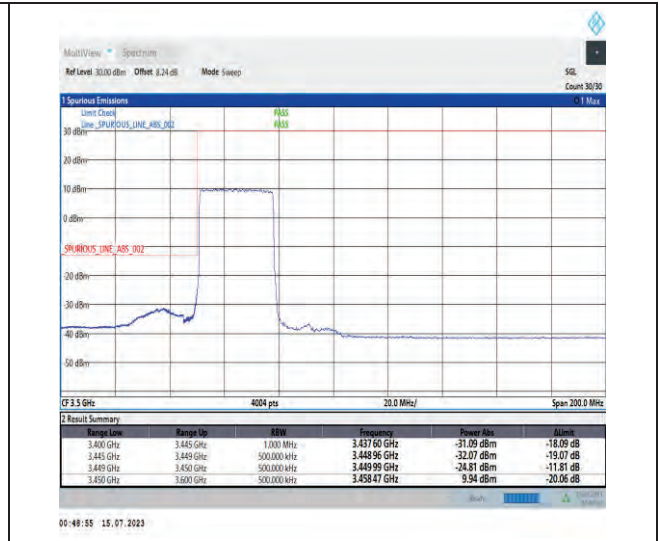 MultiView Spectrum
Ref Level 30.00 dBm Offset 8.24 dB Mode Sweep SGL
Count 30/30
1 Spurious Emissions 1 Max
Limit Check PASS
Line _SPURIOUS_LINE_ABS_002 PASS
30 dBm
20 dBm
10 dBm
0 dBm
_SPURIOUS_LINE_ABS_002
-20 dBm
-30 dBm
-40 dBm
-50 dBm
CF 3.5 GHz 4004 pts 20.0 MHz/ Span 200.0 MHz
2 Result Summary
Range Low Range Up RBW Frequency Power Abs ΔLimit
3.400 GHz 3.445 GHz 1.000 MHz 3.437 60 GHz -31.09 dBm -18.09 dB
3.445 GHz 3.449 GHz 500.000 kHz 3.448 96 GHz -32.07 dBm -19.07 dB
3.449 GHz 3.450 GHz 500.000 kHz 3.449 99 GHz -24.81 dBm -11.81 dB
3.450 GHz 3.600 GHz 500.000 kHz 3.458 47 GHz 9.94 dBm -20.06 dB
Ready
00:48:55 15.07.2023